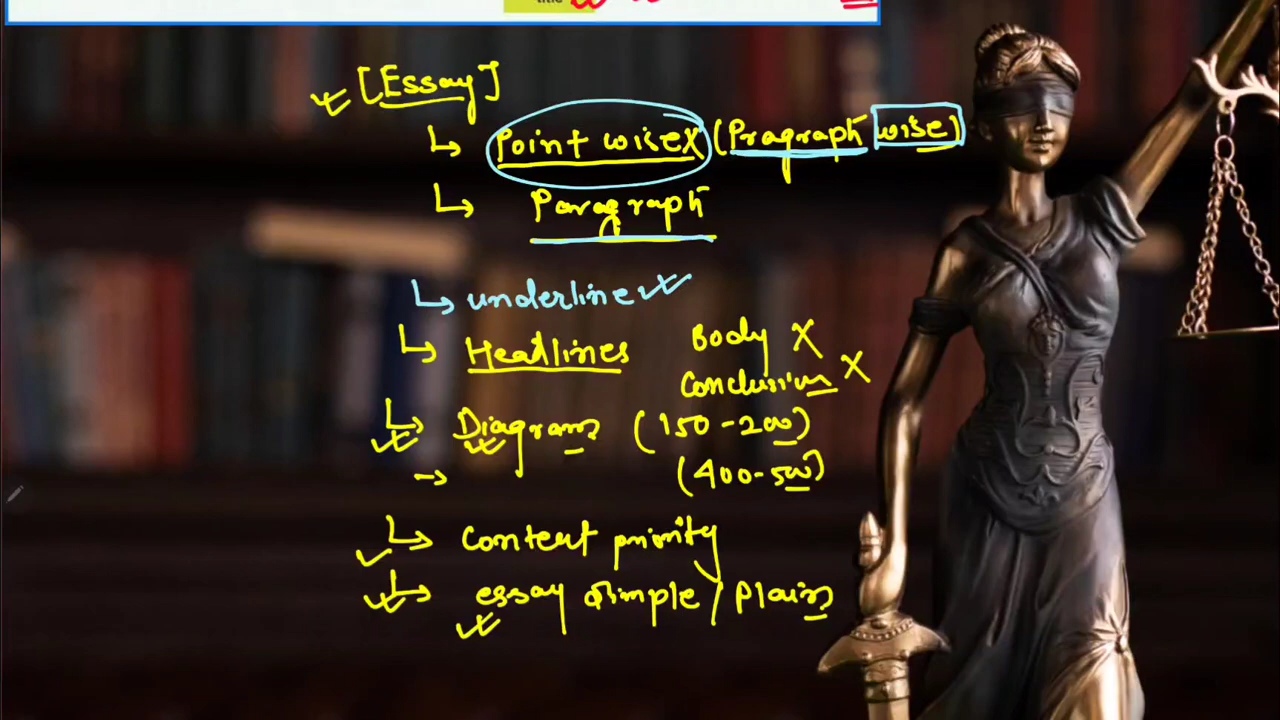 title
[Essay]
Point wise X (Pragraph wise)
Paragraph
underline
Headlines Body X
Conclusion X
Diagrams (150-200)
(400-500)
Content priority
essay simple / Plain